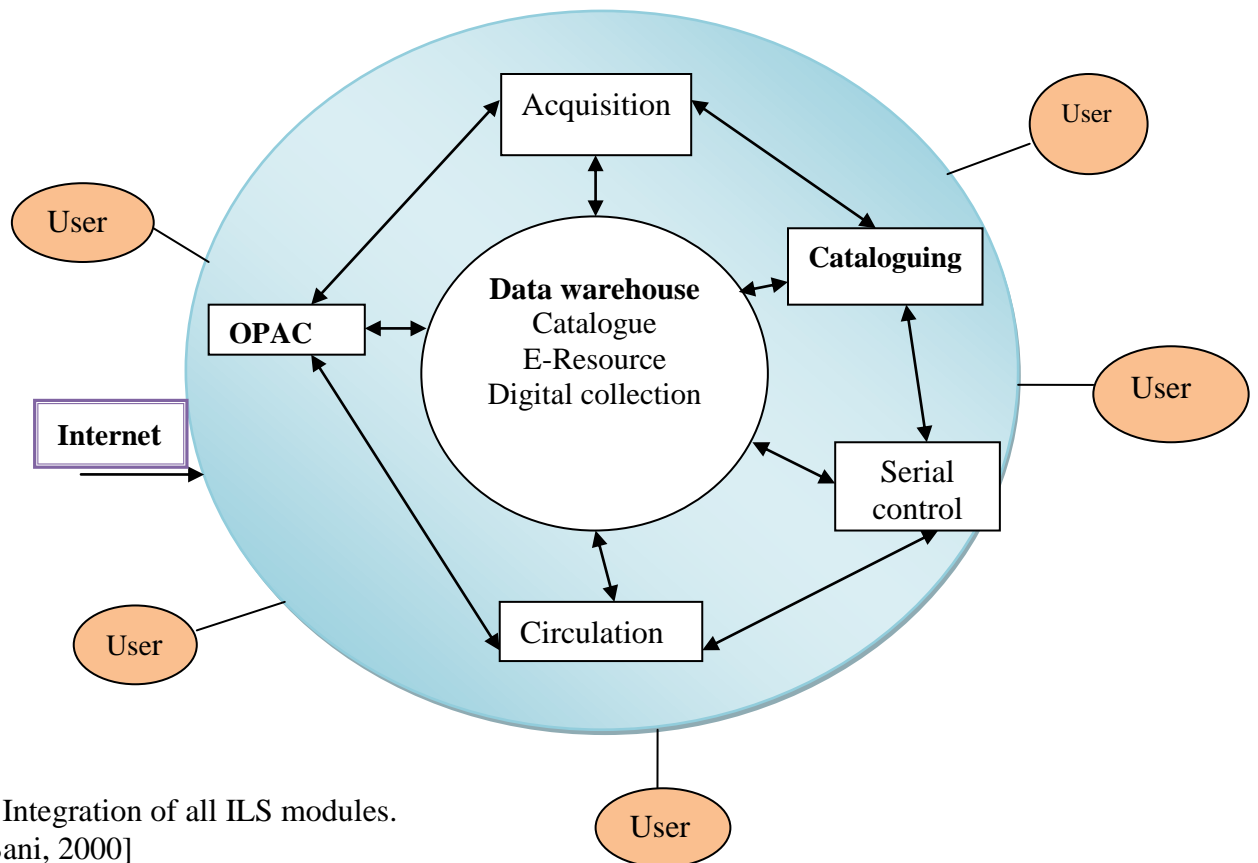 Acquisition
User
User
Cataloguing
Data warehouse
Catalogue
E-Resource
Digital collection
OPAC
User
Internet
Serial
control
Circulation
User
User
Integration of all ILS modules.
2000]